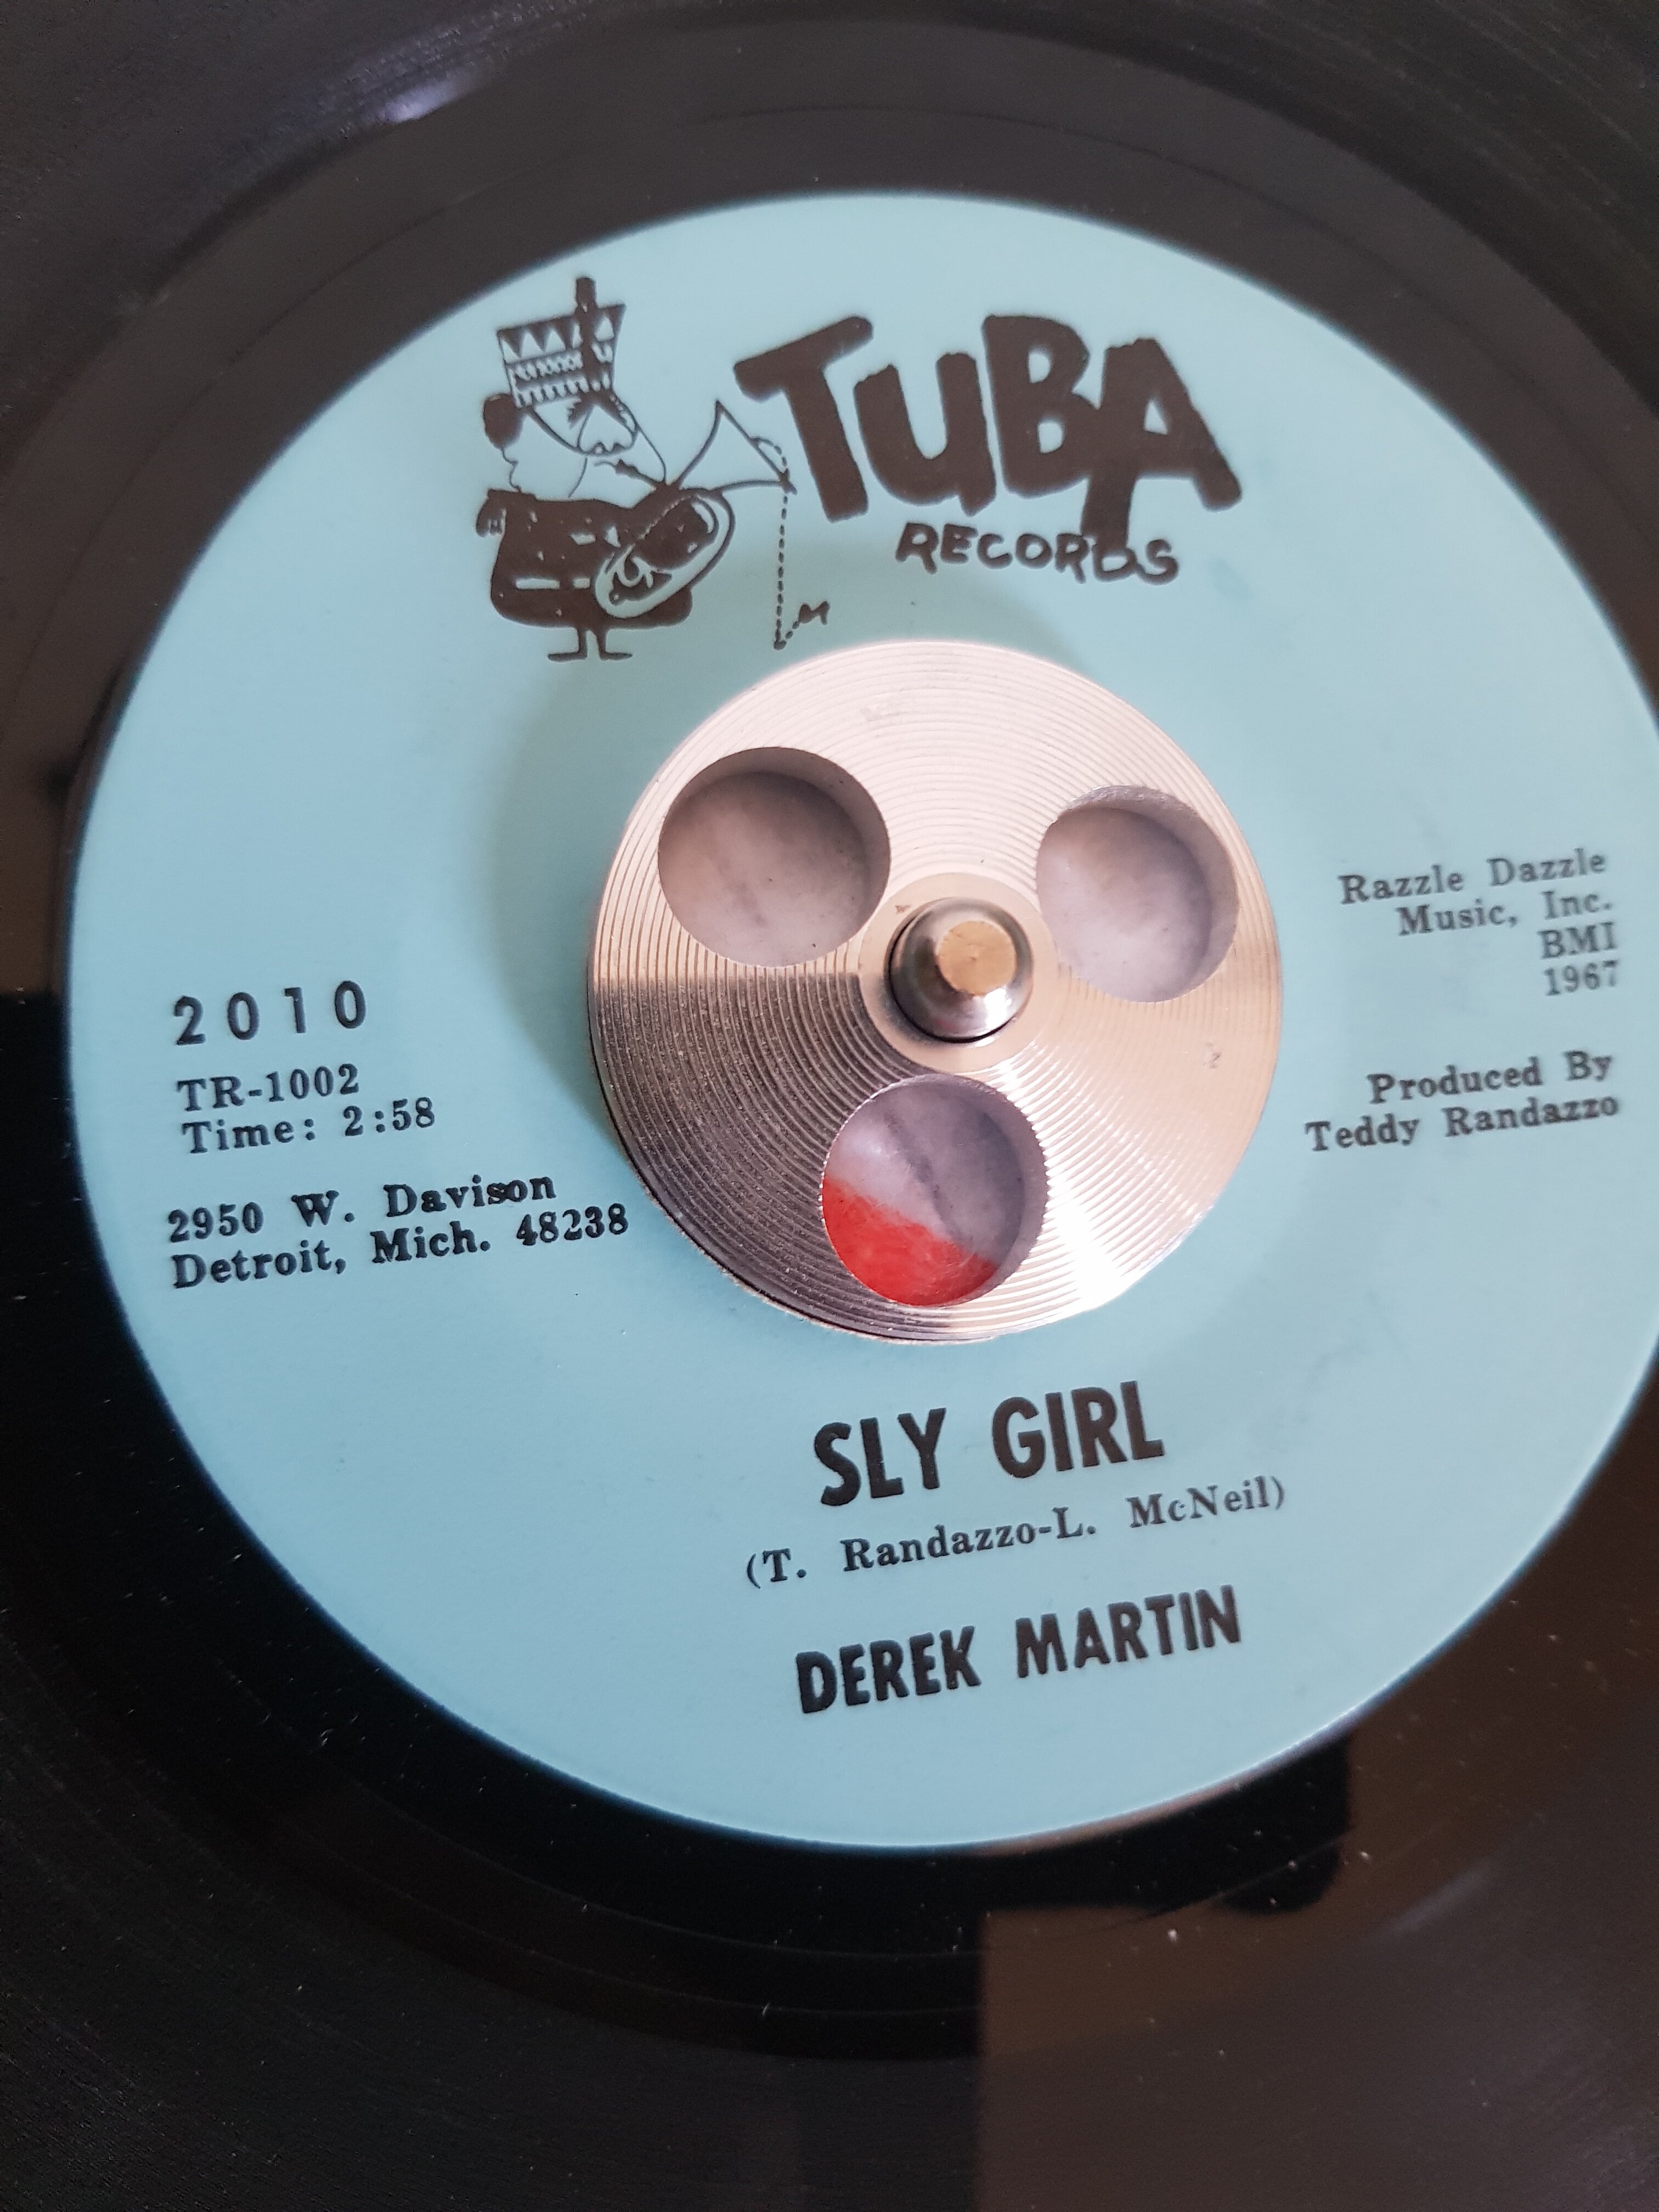 TUBA
RECORDS
2010
TR-1002
Time: 2:58
2950 W. Davison
Detroit, Mich. 48238
Razzle Dazzle
Music, Inc.
BMI
1967
Produced By
Teddy Randazzo
SLY GIRL
(T. Randazzo-L. McNeil)
DEREK MARTIN